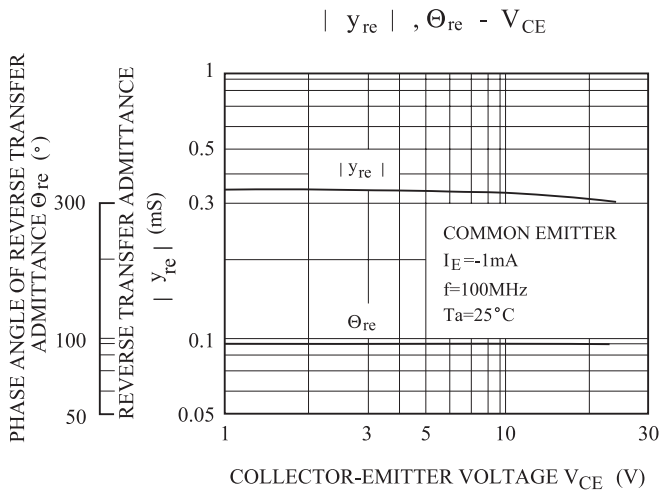 | yre | , Θre - VCE
PHASE ANGLE OF REVERSE TRANSFER
ADMITTANCE Θre (°)
300
100
50
REVERSE TRANSFER ADMITTANCE
| yre | (mS)
1
0.5
0.3
0.1
0.05
| yre |
COMMON EMITTER
IE=-1mA
f=100MHz
Ta=25°C
Θre
1 3 5 10 30
COLLECTOR-EMITTER VOLTAGE VCE (V)